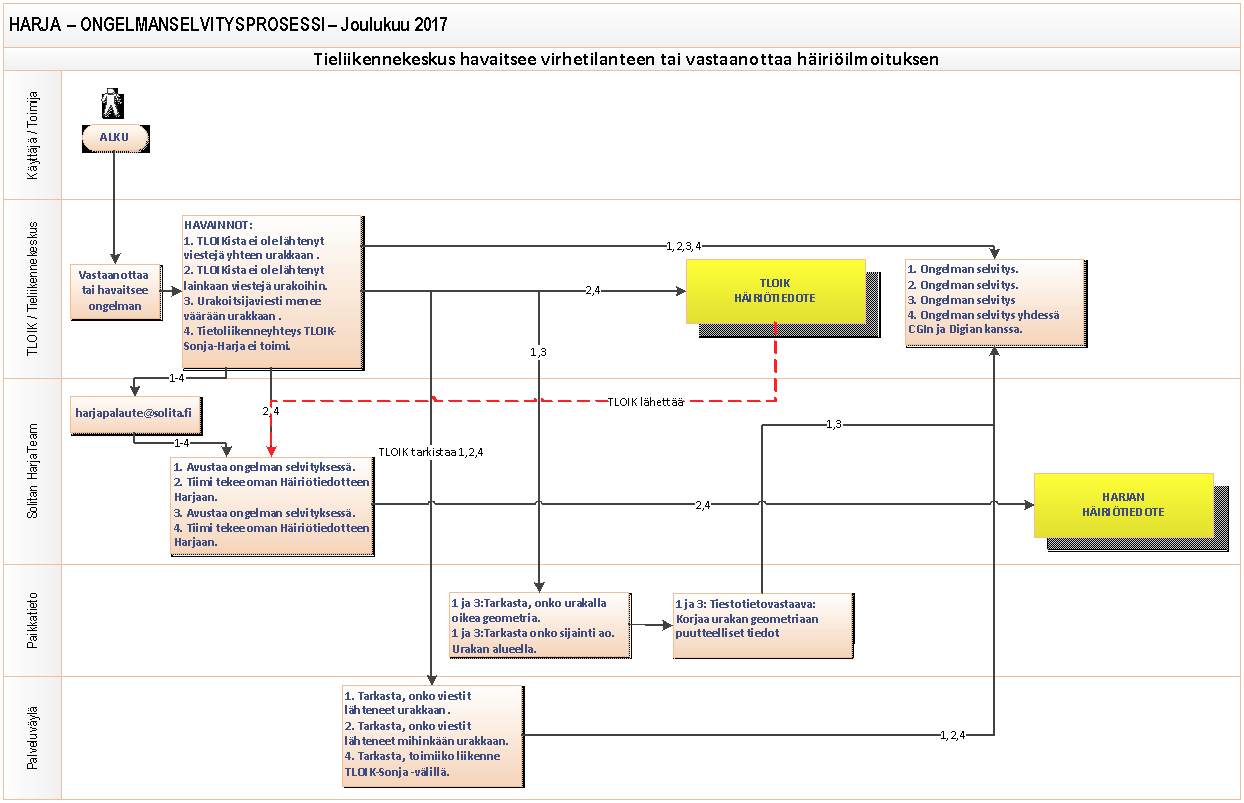 HARJA – ONGELMANSELVITYSPROSESSI – Joulukuu 2017
Tieliikennekeskus havaitsee virhetilanteen tai vastaanottaa häiriöilmoituksen
Käyttäjä / Toimija
ALKU
TLOIK / Tieliikennekeskus
Vastaanottaa
tai havaitsee
ongelman
HAVAINNOT:
1. TLOIKista ei ole lähtenyt
viestejä yhteen urakkaan .
2. TLOIKista ei ole lähtenyt
lainkaan viestejä urakoihin.
3. Urakoitsijaviesti menee
väärään urakkaan .
4. Tietoliikenneyhteys TLOIK-
Sonja-Harja ei toimi.
1,2,3,4
2,4
1,3
TLOIK
HÄIRIÖTIEDOTE
1. Ongelman selvitys.
2. Ongelman selvitys.
3. Ongelman selvitys
4. Ongelman selvitys yhdessä
CGIn ja Digian kanssa.
Solitan HarjaTeam
1-4
harjapalaute@solita.fi
2,4
TLOIK lähettää
1-4
TLOIK tarkistaa 1,2,4
1,3
1. Avustaa ongelman selvityksessä.
2. Tiimi tekee oman Häiriötiedotteen
Harjaan.
3. Avustaa ongelman selvityksessä.
4. Tiimi tekee oman Häiriötiedotteen
Harjaan.
2,4
HARJAN
HÄIRIÖTIEDOTE
Paikkatieto
1 ja 3:Tarkasta, onko urakalla
oikea geometria.
1 ja 3:Tarkasta onko sijainti ao.
Urakan alueella.
1 ja 3: Tiestotietovastaava:
Korjaa urakan geometriaan
puutteelliset tiedot
Palveluväylä
1. Tarkasta, onko viestit
lähteneet urakkaan .
2. Tarkasta, onko viestit
lähteneet mihinkään urakkaan.
4. Tarkasta, toimiiko liikenne
TLOIK-Sonja -välillä.
1,2,4